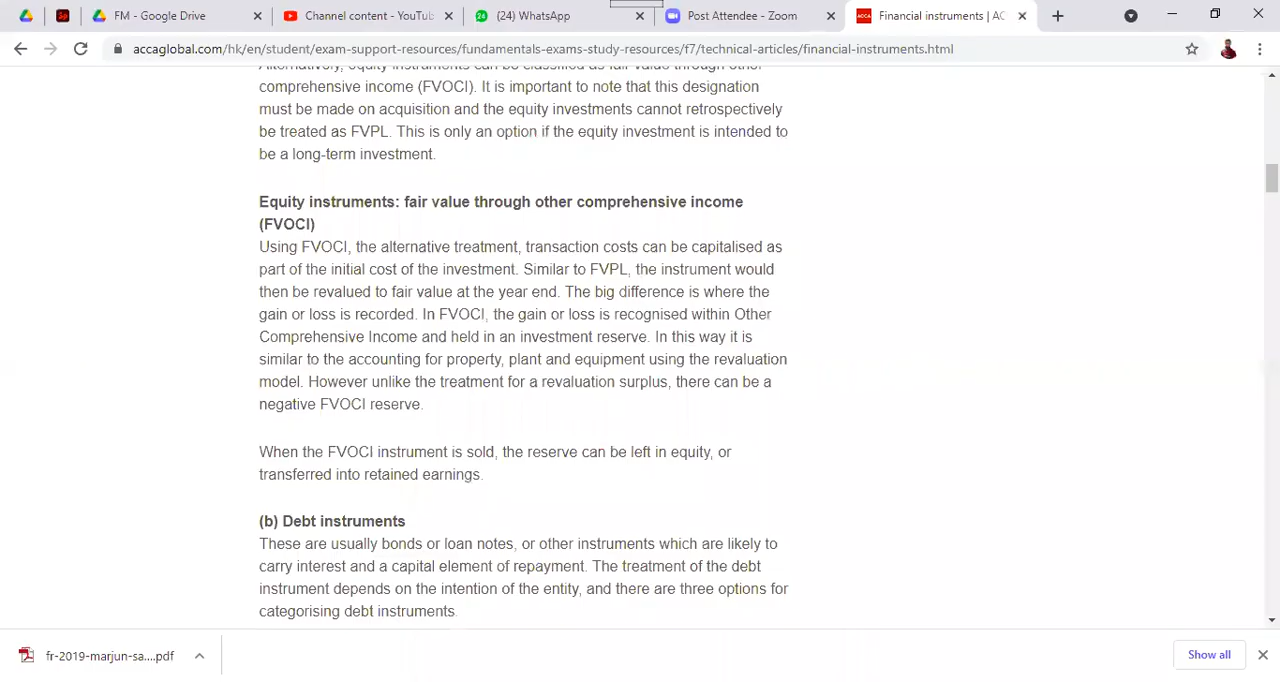 FM - Google Drive
Channel content - YouTu
(24) WhatsApp
Post Attendee - Zoom
Financial instruments | AC
accaglobal.com/hk/en/student/exam-support-resources/fundamentals-exams-study-resources/f7/technical-articles/financial-instruments.html
Alternatively, equity instruments can be classified as fair value through other
comprehensive income (FVOCI). It is important to note that this designation
must be made on acquisition and the equity investments cannot retrospectively
be treated as FVPL. This is only an option if the equity investment is intended to
be a long-term investment.
Equity instruments: fair value through other comprehensive income
(FVOCI)
Using FVOCI, the alternative treatment, transaction costs can be capitalised as
part of the initial cost of the investment. Similar to FVPL, the instrument would
then be revalued to fair value at the year end. The big difference is where the
gain or loss is recorded. In FVOCI, the gain or loss is recognised within Other
Comprehensive Income and held in an investment reserve. In this way it is
similar to the accounting for property, plant and equipment using the revaluation
model. However unlike the treatment for a revaluation surplus, there can be a
negative FVOCI reserve.
When the FVOCI instrument is sold, the reserve can be left in equity, or
transferred into retained earnings.
(b) Debt instruments
These are usually bonds or loan notes, or other instruments which are likely to
carry interest and a capital element of repayment. The treatment of the debt
instrument depends on the intention of the entity, and there are three options for
categorising debt instruments.
fr-2019-marjun-sa....pdf
Show all